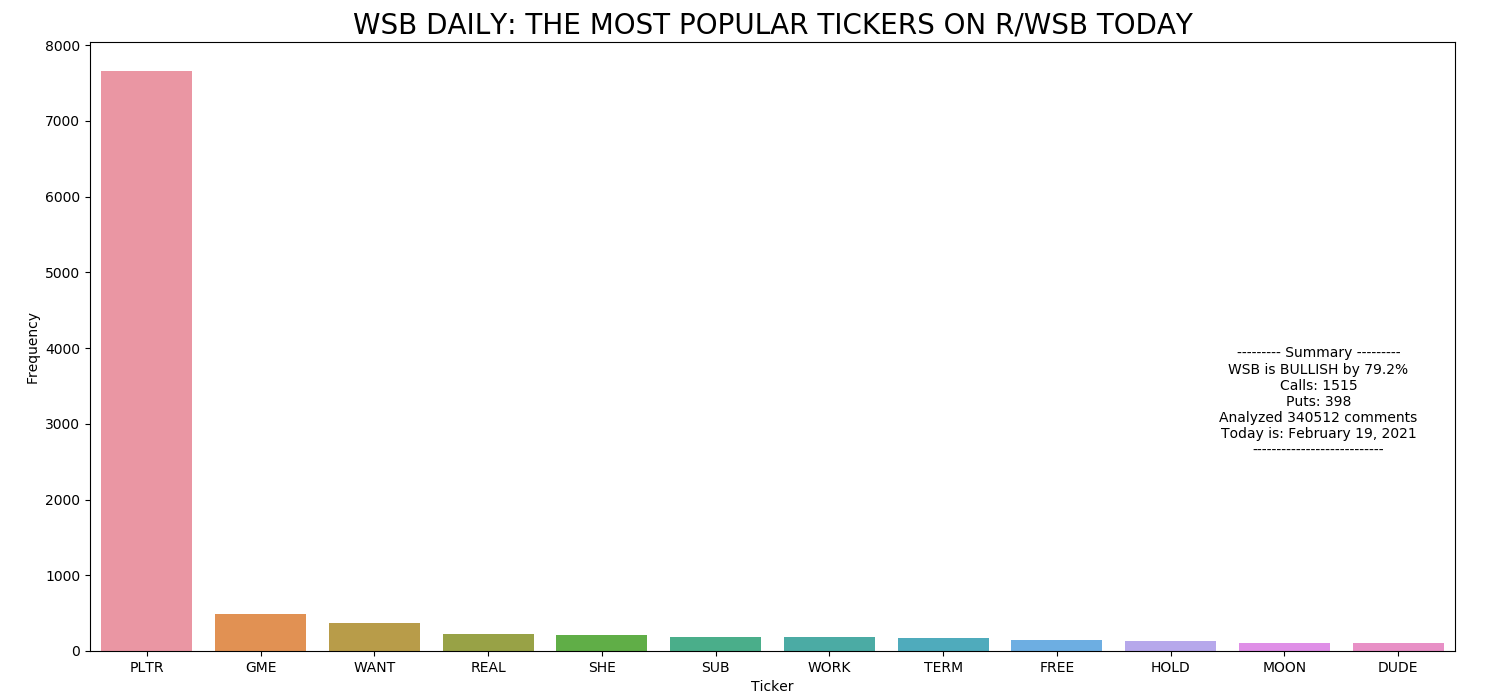 WSB DAILY: THE MOST POPULAR TICKERS ON R/WSB TODAY
8000
7000
6000
5000
4000
3000
2000
1000
0
Frequency
--------- Summary ---------
WSB is BULLISH by 79.2%
Calls: 1515
Puts: 398
Analyzed 340512 comments
Today is: February 19, 2021
---------------------------
PLTR GME WANT REAL SHE SUB WORK TERM FREE HOLD MOON DUDE
Ticker